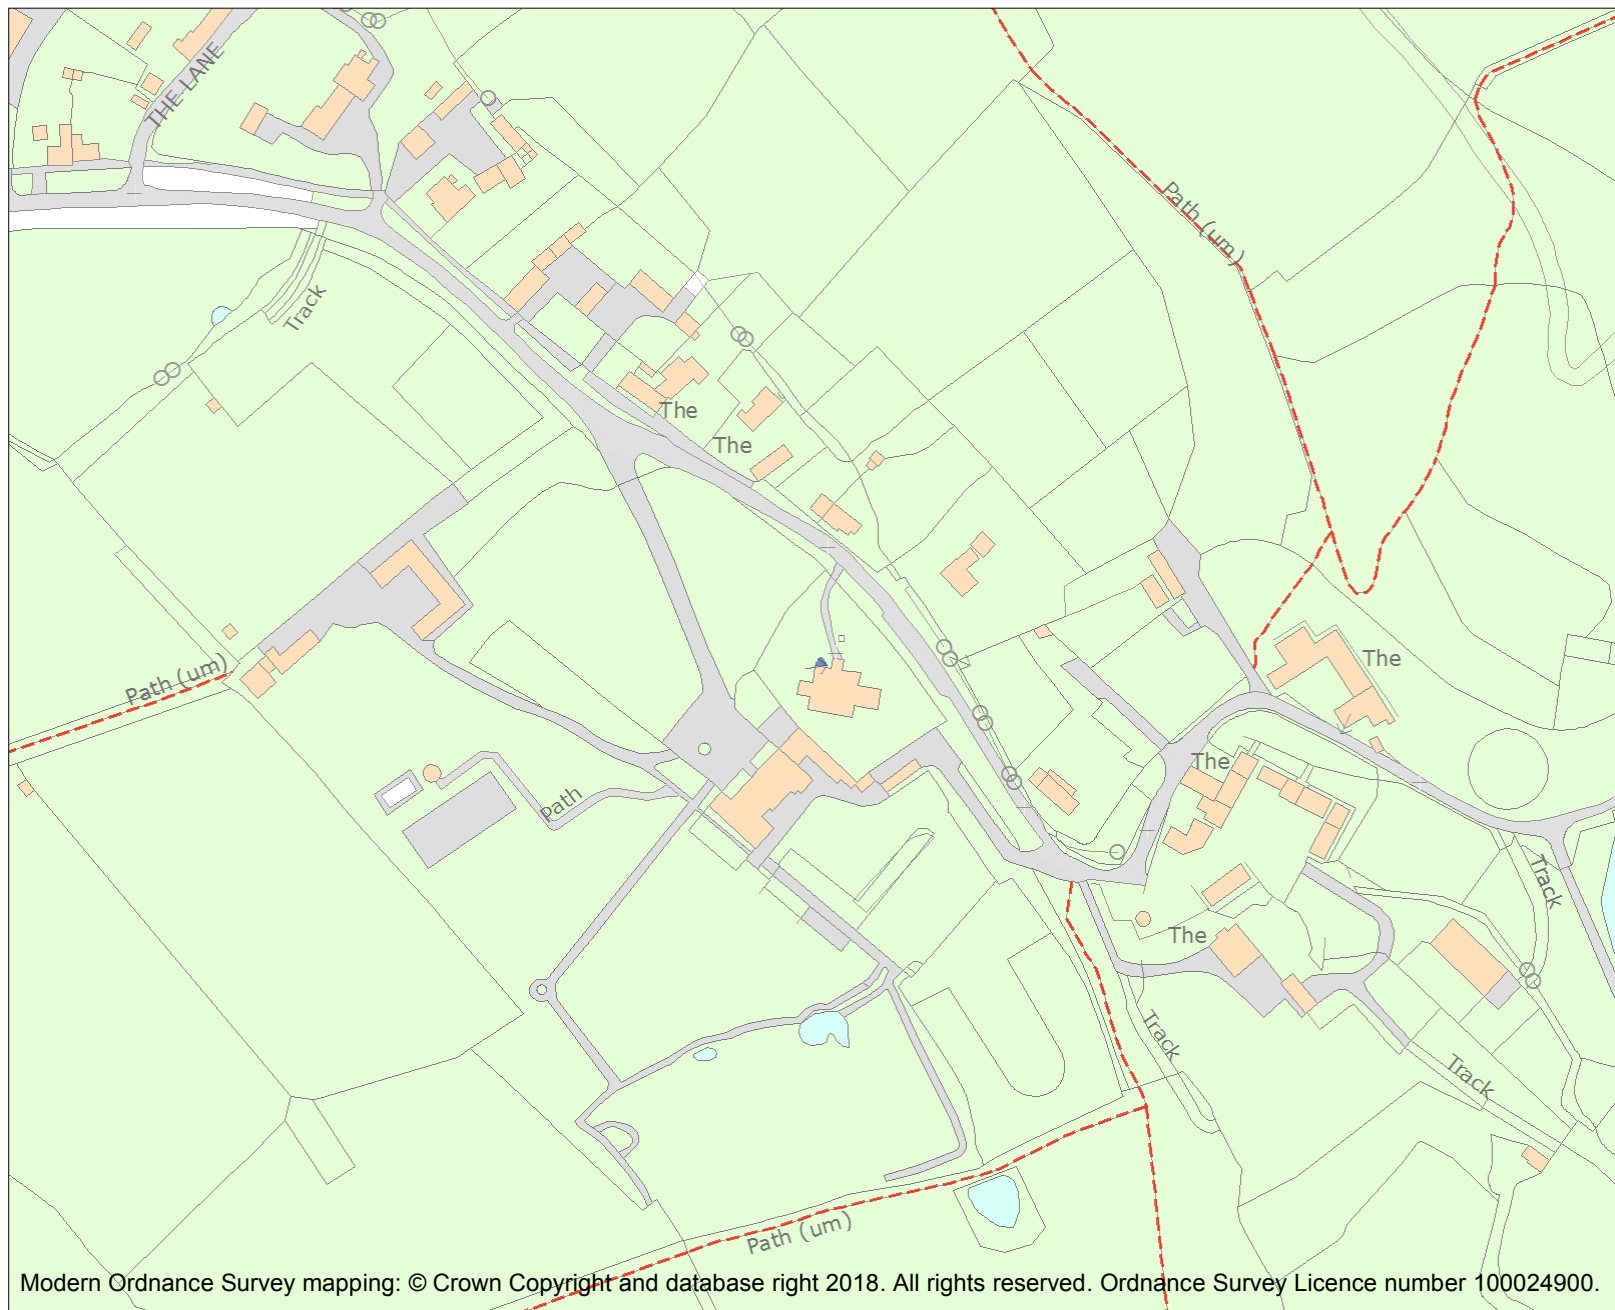 THE LANE
Path (um)
Track
The
The
Path (um)
The
The
Path
Track
The
Track
Track
Path (um)
Modern Ordnance Survey mapping: © Crown Copyright and database right 2018. All rights reserved. Ordnance Survey Licence number 100024900.